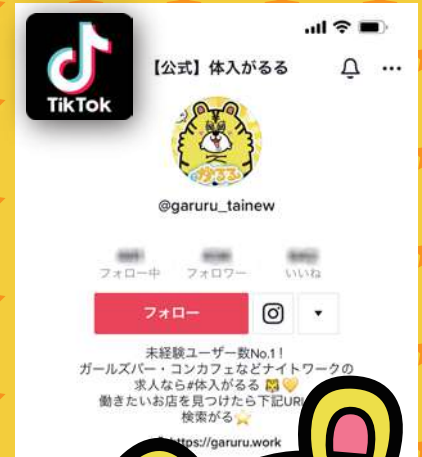 TikTok
【公式】体入がるる
がるる
@garuru_tainew
フォロー中 フォロワー いいね
フォロー
未経験ユーザー数No.1！
ガールズバー・コンカフェなどナイトワークの
求人なら#体入がるる🐯💛
働きたいお店を見つけたら下記URL
検索がる⭐
https://garuru.work